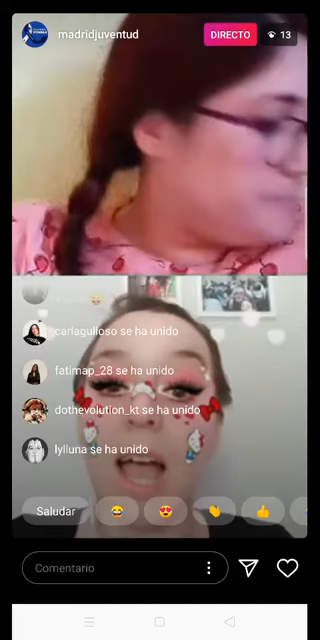 madridjuventud
DIRECTO
13
carlagulloso se ha unido
fatimap_28 se ha unido
dothevolution_kt se ha unido
lylluna se ha unido
Saludar
Comentario